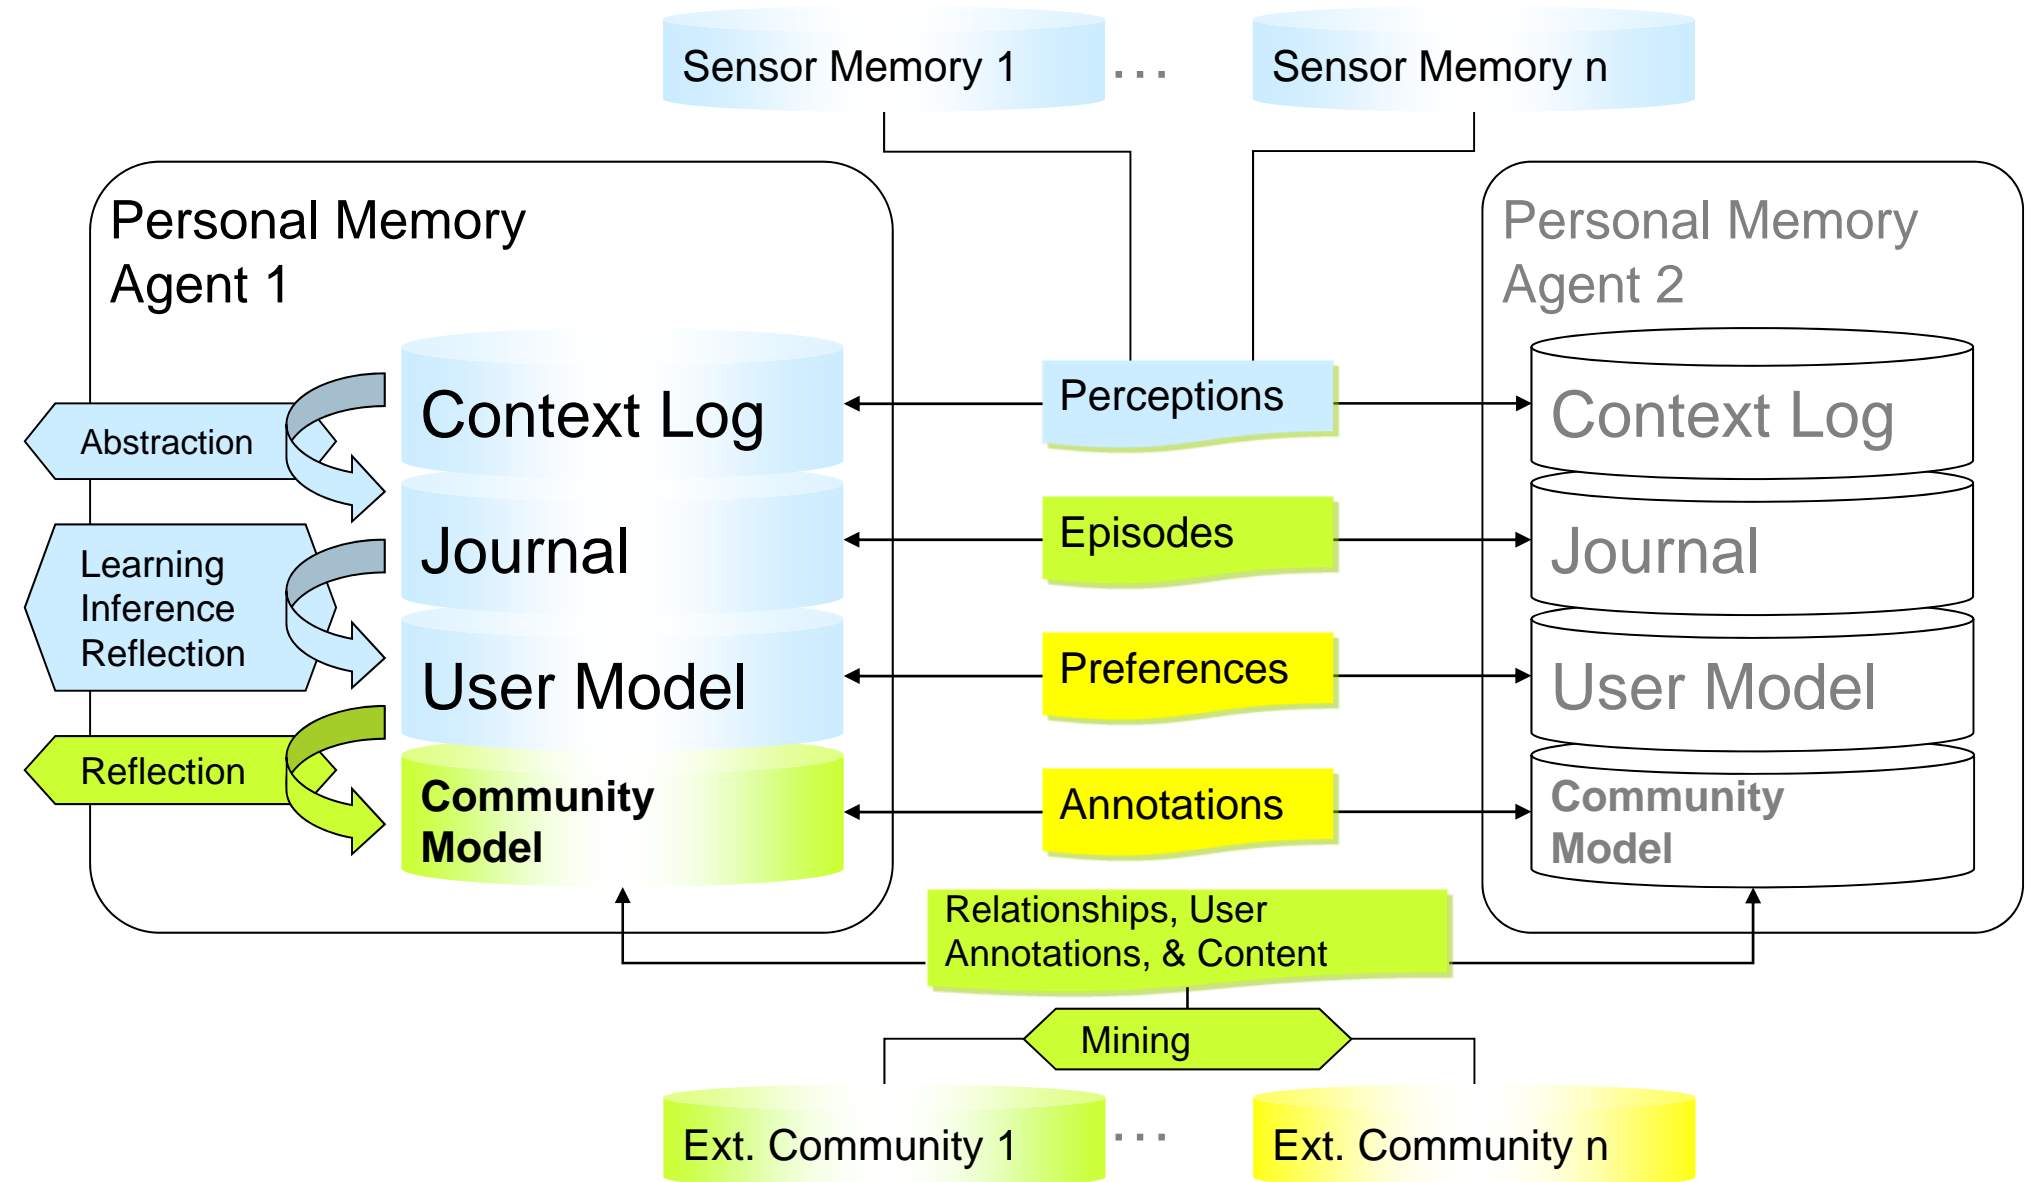 Sensor Memory 1
...
Sensor Memory n
Personal Memory
Agent 1
Personal Memory
Agent 2
Abstraction
Context Log
Perceptions
Context Log
Learning
Inference
Reflection
Journal
Episodes
Journal
User Model
Preferences
User Model
Reflection
Community
Model
Annotations
Community
Model
Relationships, User
Annotations, & Content
Mining
Ext. Community 1
...
Ext. Community n